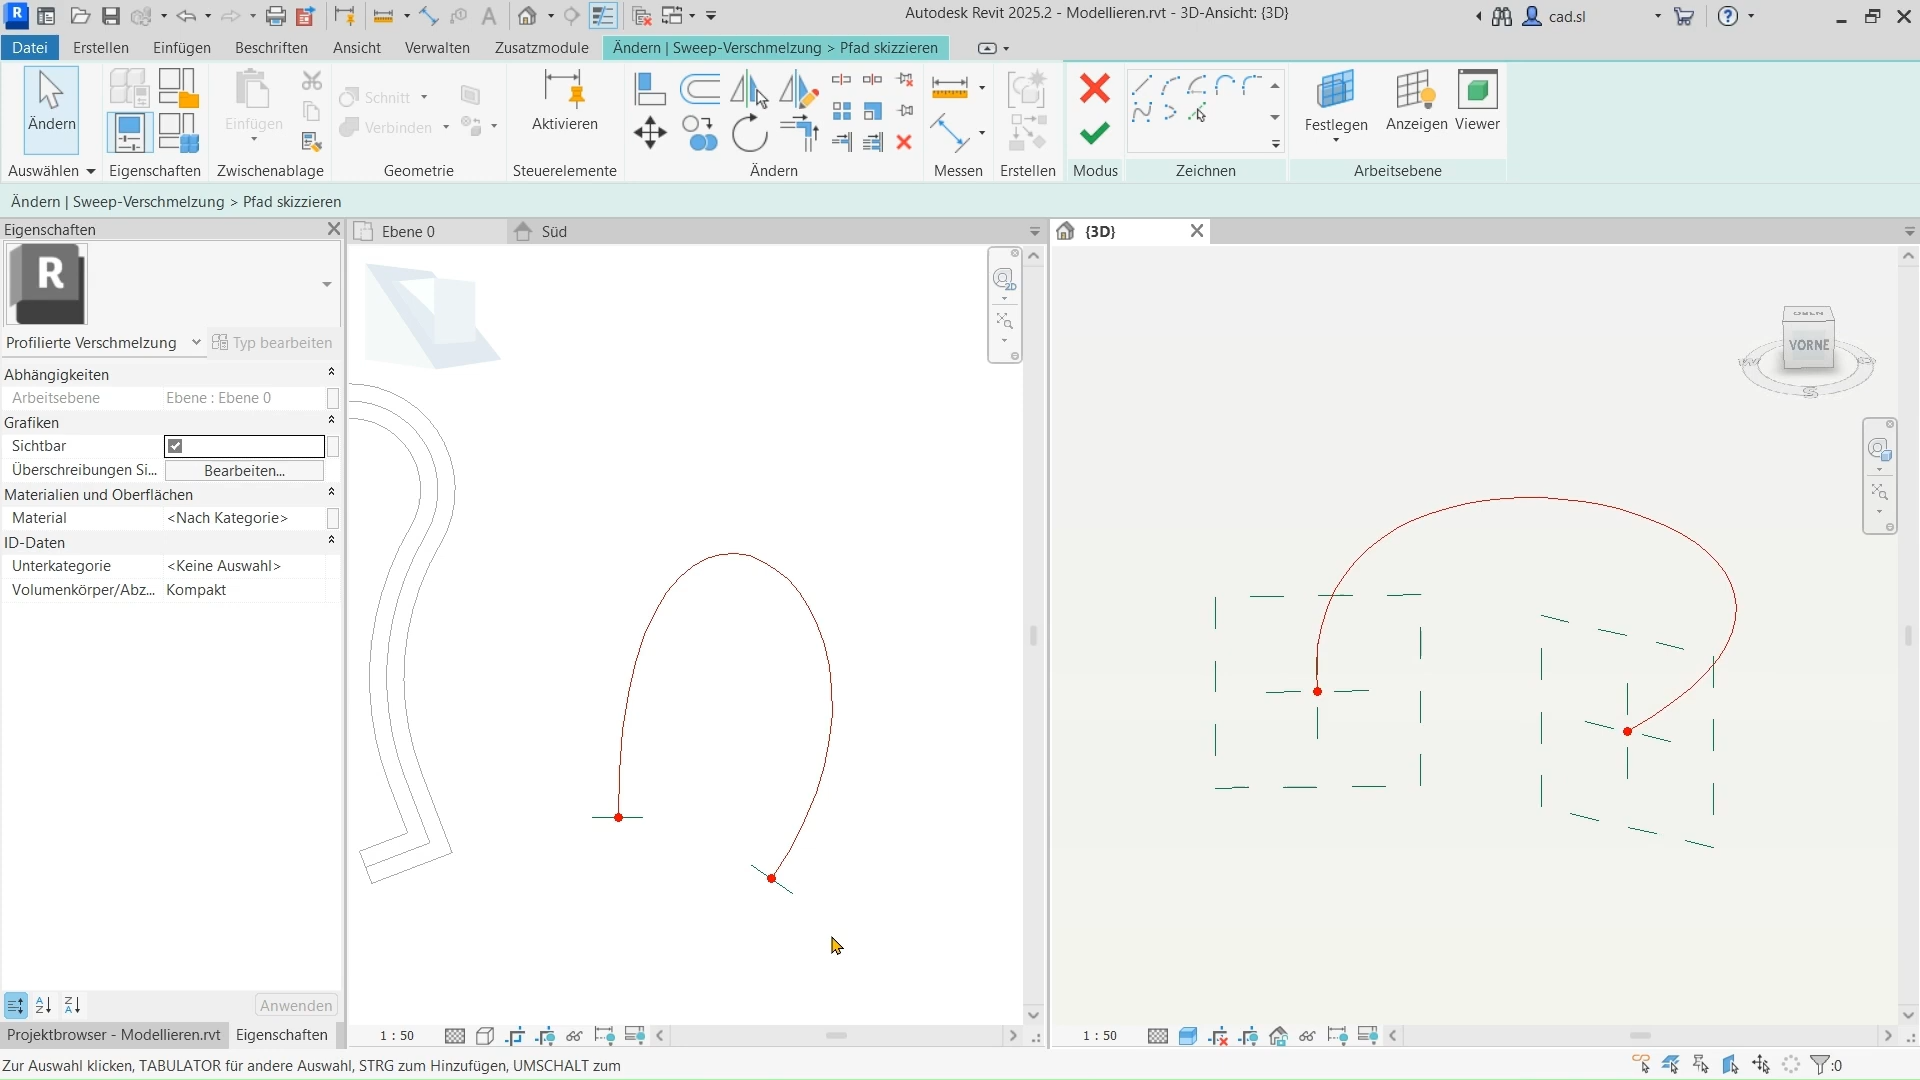 Autodesk Revit 2025.2 - Modellieren.rvt - 3D-Ansicht: {3D}
cad.sl
Datei
Erstellen
Einfügen
Beschriften
Ansicht
Verwalten
Zusatzmodule
Ändern | Sweep-Verschmelzung > Pfad skizzieren
Ändern
Einfügen
Schnitt
Verbinden
Aktivieren
Festlegen
Anzeigen
Viewer
Auswählen
Eigenschaften
Zwischenablage
Geometrie
Steuerelemente
Ändern
Messen
Erstellen
Modus
Zeichnen
Arbeitsebene
Ändern | Sweep-Verschmelzung > Pfad skizzieren
Eigenschaften
Ebene 0
Süd
{3D}
R
2D
Profilierte Verschmelzung
Typ bearbeiten
Abhängigkeiten
Arbeitsebene
Ebene : Ebene 0
Grafiken
Sichtbar
Überschreibungen Si...
Bearbeiten...
Materialien und Oberflächen
Material
<Nach Kategorie>
ID-Daten
Unterkategorie
<Keine Auswahl>
Volumenkörper/Abz...
Kompakt
OBEN
VORNE
S
Anwenden
Projektbrowser - Modellieren.rvt
Eigenschaften
1 : 50
1 : 50
Zur Auswahl klicken, TABULATOR für andere Auswahl, STRG zum Hinzufügen, UMSCHALT zum
:0